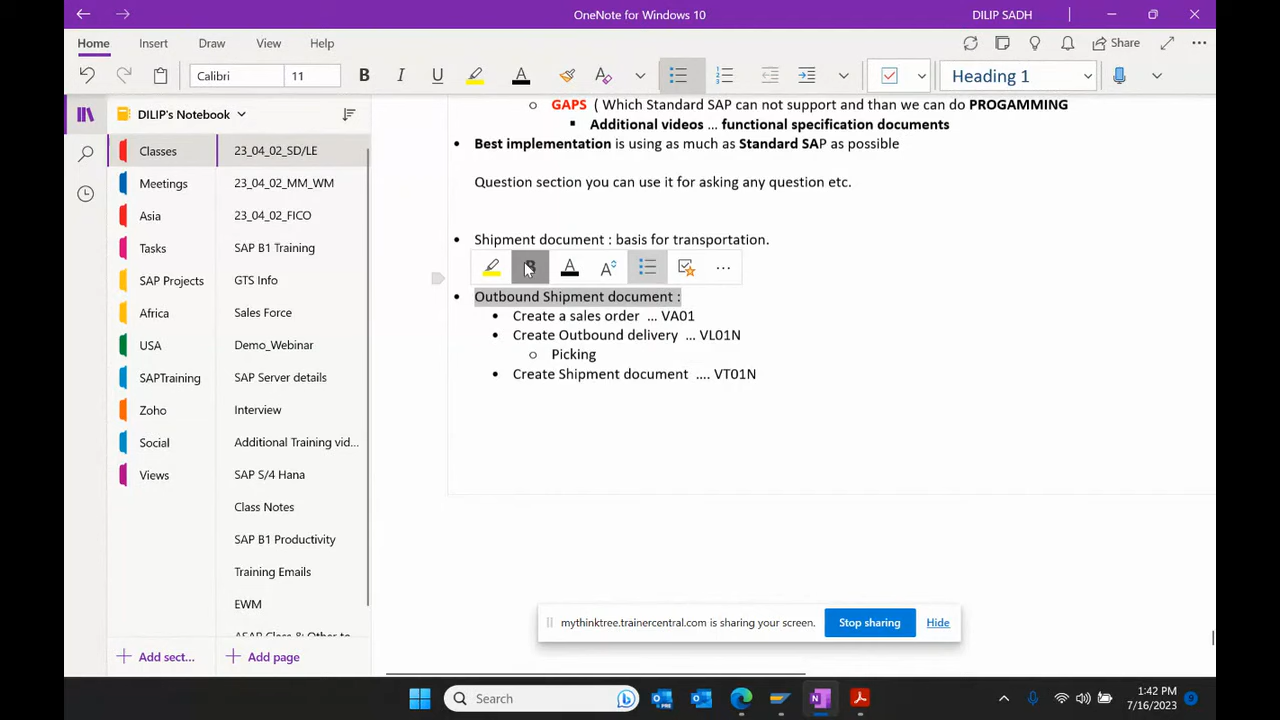 OneNote for Windows 10
DILIP SADH
Home Insert Draw View Help
Share
Calibri 11 B I U A A Heading 1
DILIP's Notebook
Classes
Meetings
Asia
Tasks
SAP Projects
Africa
USA
SAPTraining
Zoho
Social
Views
Add sect...
23_04_02_SD/LE
23_04_02_MM_WM
23_04_02_FICO
SAP B1 Training
GTS Info
Sales Force
Demo_Webinar
SAP Server details
Interview
Additional Training vid...
SAP S/4 Hana
Class Notes
SAP B1 Productivity
Training Emails
EWM
Add page
o GAPS ( Which Standard SAP can not support and than we can do PROGAMMING
▪ Additional videos ... functional specification documents
• Best implementation is using as much as Standard SAP as possible
Question section you can use it for asking any question etc.
• Shipment document : basis for transportation.
B A A ...
• Outbound Shipment document :
• Create a sales order ... VA01
• Create Outbound delivery ... VL01N
o Picking
• Create Shipment document .... VT01N
mythinktree.trainercentral.com is sharing your screen. Stop sharing Hide
Search
PRE
1:42 PM
7/16/2023